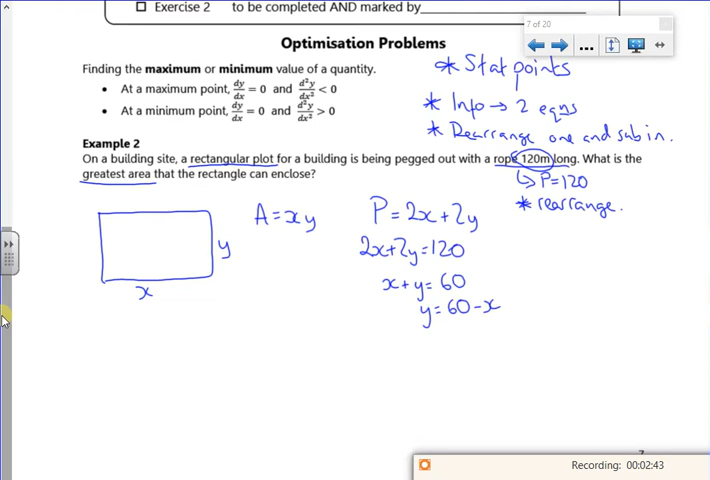 Exercise 2 to be completed AND marked by
7 of 20
Optimisation Problems
* Stat points
Finding the maximum or minimum value of a quantity.
• At a maximum point, dy/dx = 0 and d²y/dx² < 0
* Info → 2 eqns
• At a minimum point, dy/dx = 0 and d²y/dx² > 0
* Rearrange one and sub in.
Example 2
On a building site, a rectangular plot for a building is being pegged out with a rope 120m long. What is the
greatest area that the rectangle can enclose?
↳ P=120
* rearrange.
A = xy
P = 2x + 2y
y
2x + 2y = 120
x
x + y = 60
y = 60 - x
Recording: 00:02:43